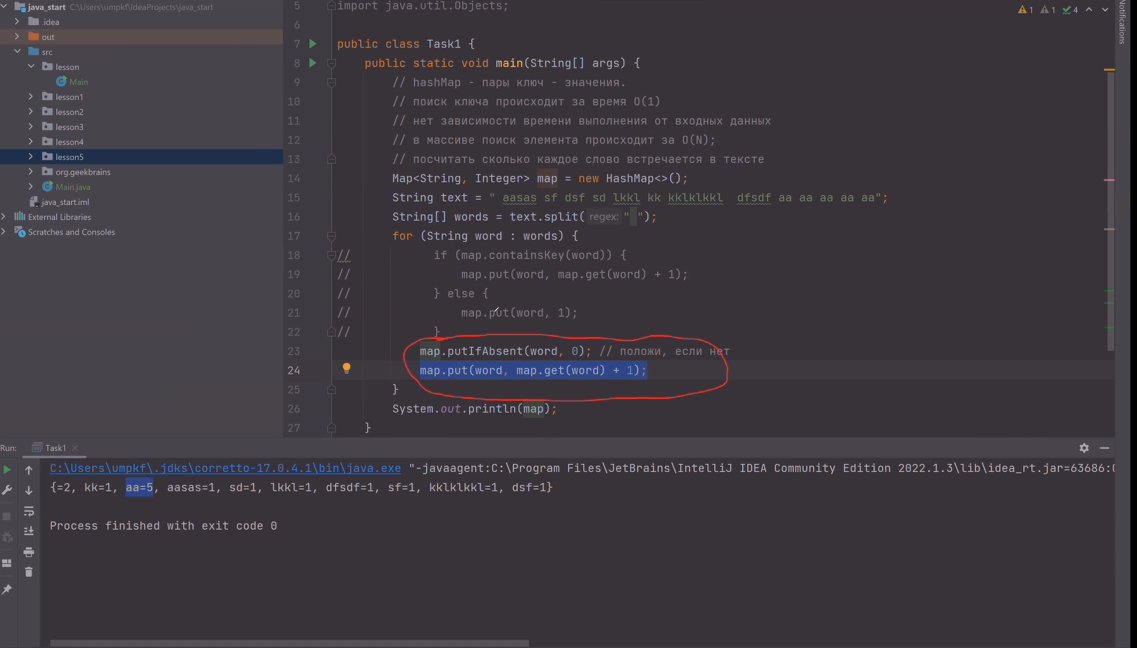 java_start C:\Users\umpkf\IdeaProjects\java_start
.idea
out
src
lesson
Main
lesson1
lesson2
lesson3
lesson4
lesson5
org.geekbrains
Main.java
java_start.iml
External Libraries
Scratches and Consoles
5 import java.util.Objects;
6
7 public class Task1 {
8 public static void main(String[] args) {
9 // hashMap - пары ключ - значения.
10 // поиск ключа происходит за время O(1)
11 // нет зависимости времени выполнения от входных данных
12 // в массиве поиск элемента происходит за O(N);
13 // посчитать сколько каждое слово встречается в тексте
14 Map<String, Integer> map = new HashMap<>();
15 String text = " aasas sf dsf sd lkkl kk kklklkkl  dfsdf aa aa aa aa aa";
16 String[] words = text.split( regex: " ");
17 for (String word : words) {
18 // if (map.containsKey(word)) {
19 // map.put(word, map.get(word) + 1);
20 // } else {
21 // map.put(word, 1);
22 // }
23 map.putIfAbsent(word, 0); // положи, если нет
24 map.put(word, map.get(word) + 1);
25 }
26 System.out.println(map);
27 }
1 1 4
Notifications
Run: Task1
C:\Users\umpkf\.jdks\corretto-17.0.4.1\bin\java.exe "-javaagent:C:\Program Files\JetBrains\IntelliJ IDEA Community Edition 2022.1.3\lib\idea_rt.jar=63686:
{=2, kk=1, aa=5, aasas=1, sd=1, lkkl=1, dfsdf=1, sf=1, kklklkkl=1, dsf=1}
Process finished with exit code 0